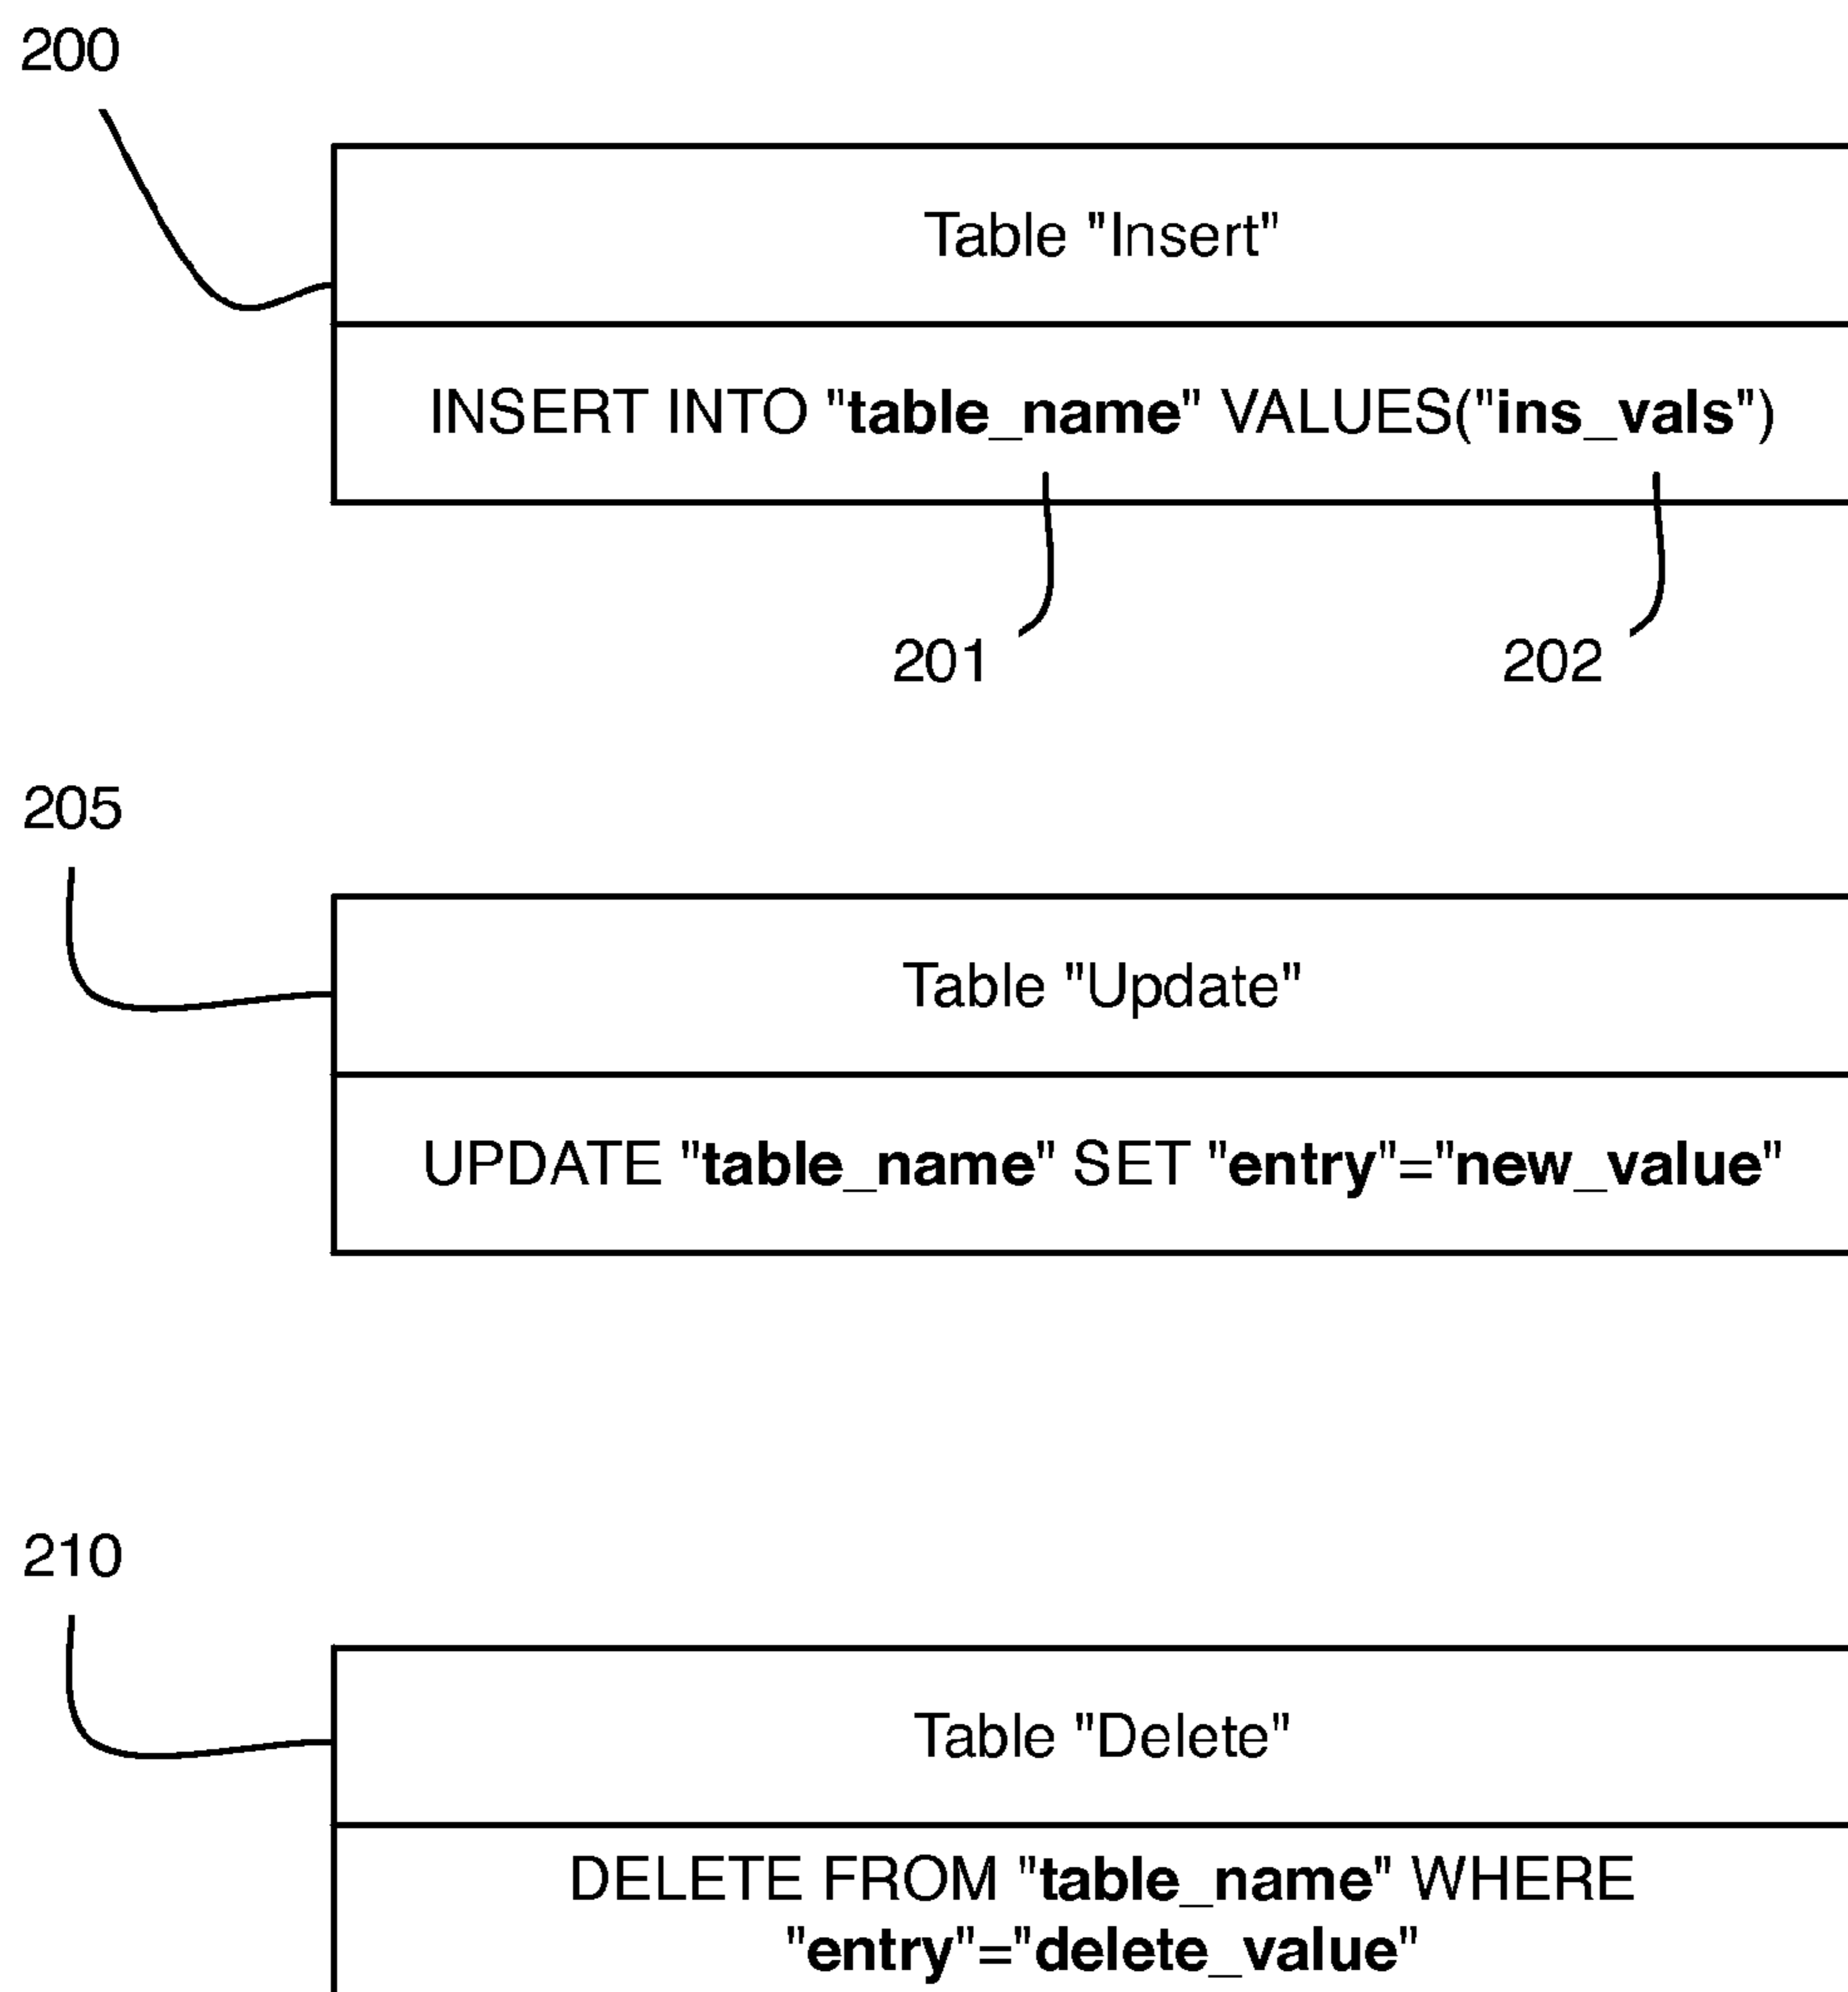 200
Table "Insert"
INSERT INTO "table_name" VALUES("ins_vals")
201 202
205
Table "Update"
UPDATE "table_name" SET "entry"="new_value"
210
Table "Delete"
DELETE FROM "table_name" WHERE
"entry"="delete_value"